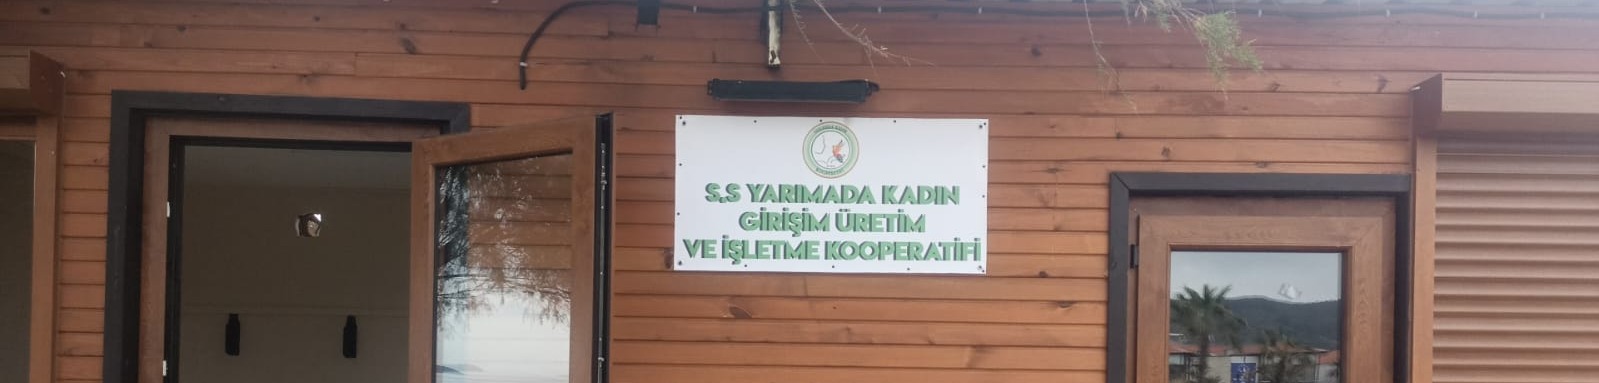 S.S YARIMADA KADIN
GİRİŞİM ÜRETİM
VE İŞLETME KOOPERATİFİ